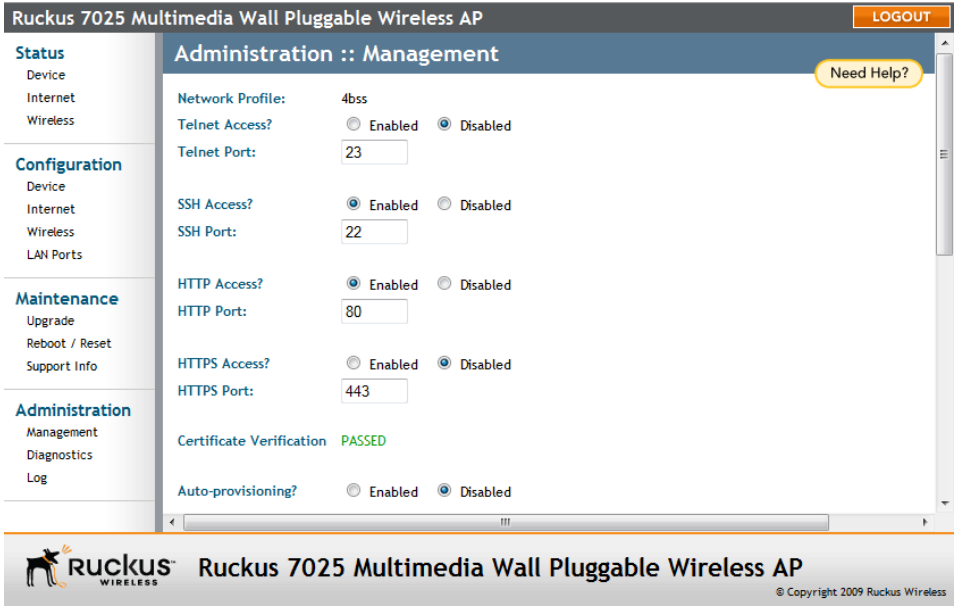 Ruckus 7025 Multimedia Wall Pluggable Wireless AP
LOGOUT
Status
Device
Internet
Wireless
Configuration
Device
Internet
Wireless
LAN Ports
Maintenance
Upgrade
Reboot / Reset
Support Info
Administration
Management
Diagnostics
Log
Administration :: Management
Need Help?
Network Profile: 4bss
Telnet Access? Enabled Disabled
Telnet Port: 23
SSH Access? Enabled Disabled
SSH Port: 22
HTTP Access? Enabled Disabled
HTTP Port: 80
HTTPS Access? Enabled Disabled
HTTPS Port: 443
Certificate Verification PASSED
Auto-provisioning? Enabled Disabled
RUCKUS™
WIRELESS
Ruckus 7025 Multimedia Wall Pluggable Wireless AP
© Copyright 2009 Ruckus Wireless